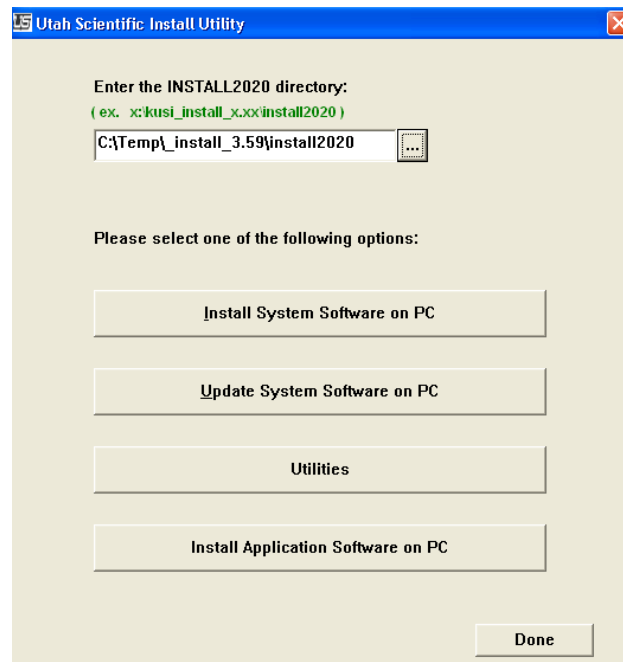 US Utah Scientific Install Utility
Enter the INSTALL2020 directory:
( ex. x:\kusi_install_x.xx\install2020 )
C:\Temp\_install_3.59\install2020
...
Please select one of the following options:
Install System Software on PC
Update System Software on PC
Utilities
Install Application Software on PC
Done